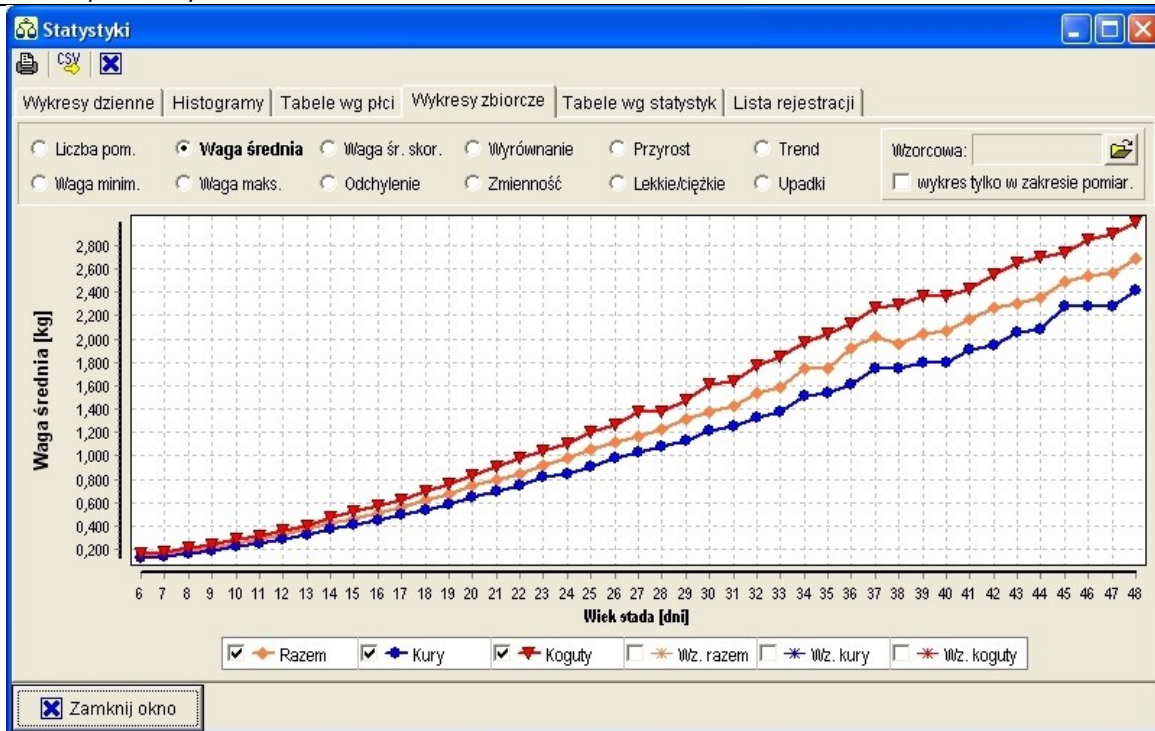 Statystyki
CSV
Wykresy dzienne Histogramy Tabele wg płci Wykresy zbiorcze Tabele wg statystyk Lista rejestracji
Liczba pom. Waga średnia Waga śr. skor. Wyrównanie Przyrost Trend Wzorcowa:
Waga minim. Waga maks. Odchylenie Zmienność Lekkie/ciężkie Upadki wykres tylko w zakresie pomiar.
Waga średnia [kg]
2,800
2,600
2,400
2,200
2,000
1,800
1,600
1,400
1,200
1,000
0,800
0,600
0,400
0,200
6 7 8 9 10 11 12 13 14 15 16 17 18 19 20 21 22 23 24 25 26 27 28 29 30 31 32 33 34 35 36 37 38 39 40 41 42 43 44 45 46 47 48
Wiek stada [dni]
Razem Kury Koguty Wz. razem Wz. kury Wz. koguty
Zamknij okno